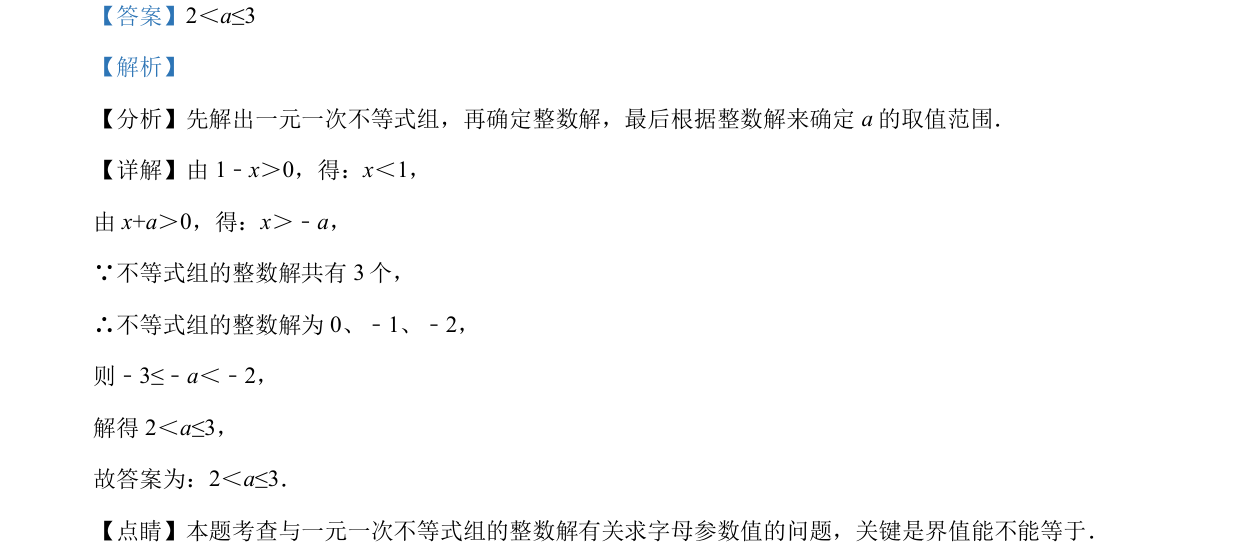 【答案】2＜a≤3
【解析】
【分析】先解出一元一次不等式组，再确定整数解，最后根据整数解来确定 a 的取值范围．
【详解】由 1﹣x＞0，得：x＜1，
由 x+a＞0，得：x＞﹣a，
∵不等式组的整数解共有 3 个，
∴不等式组的整数解为 0、﹣1、﹣2，
则﹣3≤﹣a＜﹣2，
解得 2＜a≤3，
故答案为：2＜a≤3．
【点睛】本题考查与一元一次不等式组的整数解有关求字母参数值的问题，关键是界值能不能等于．